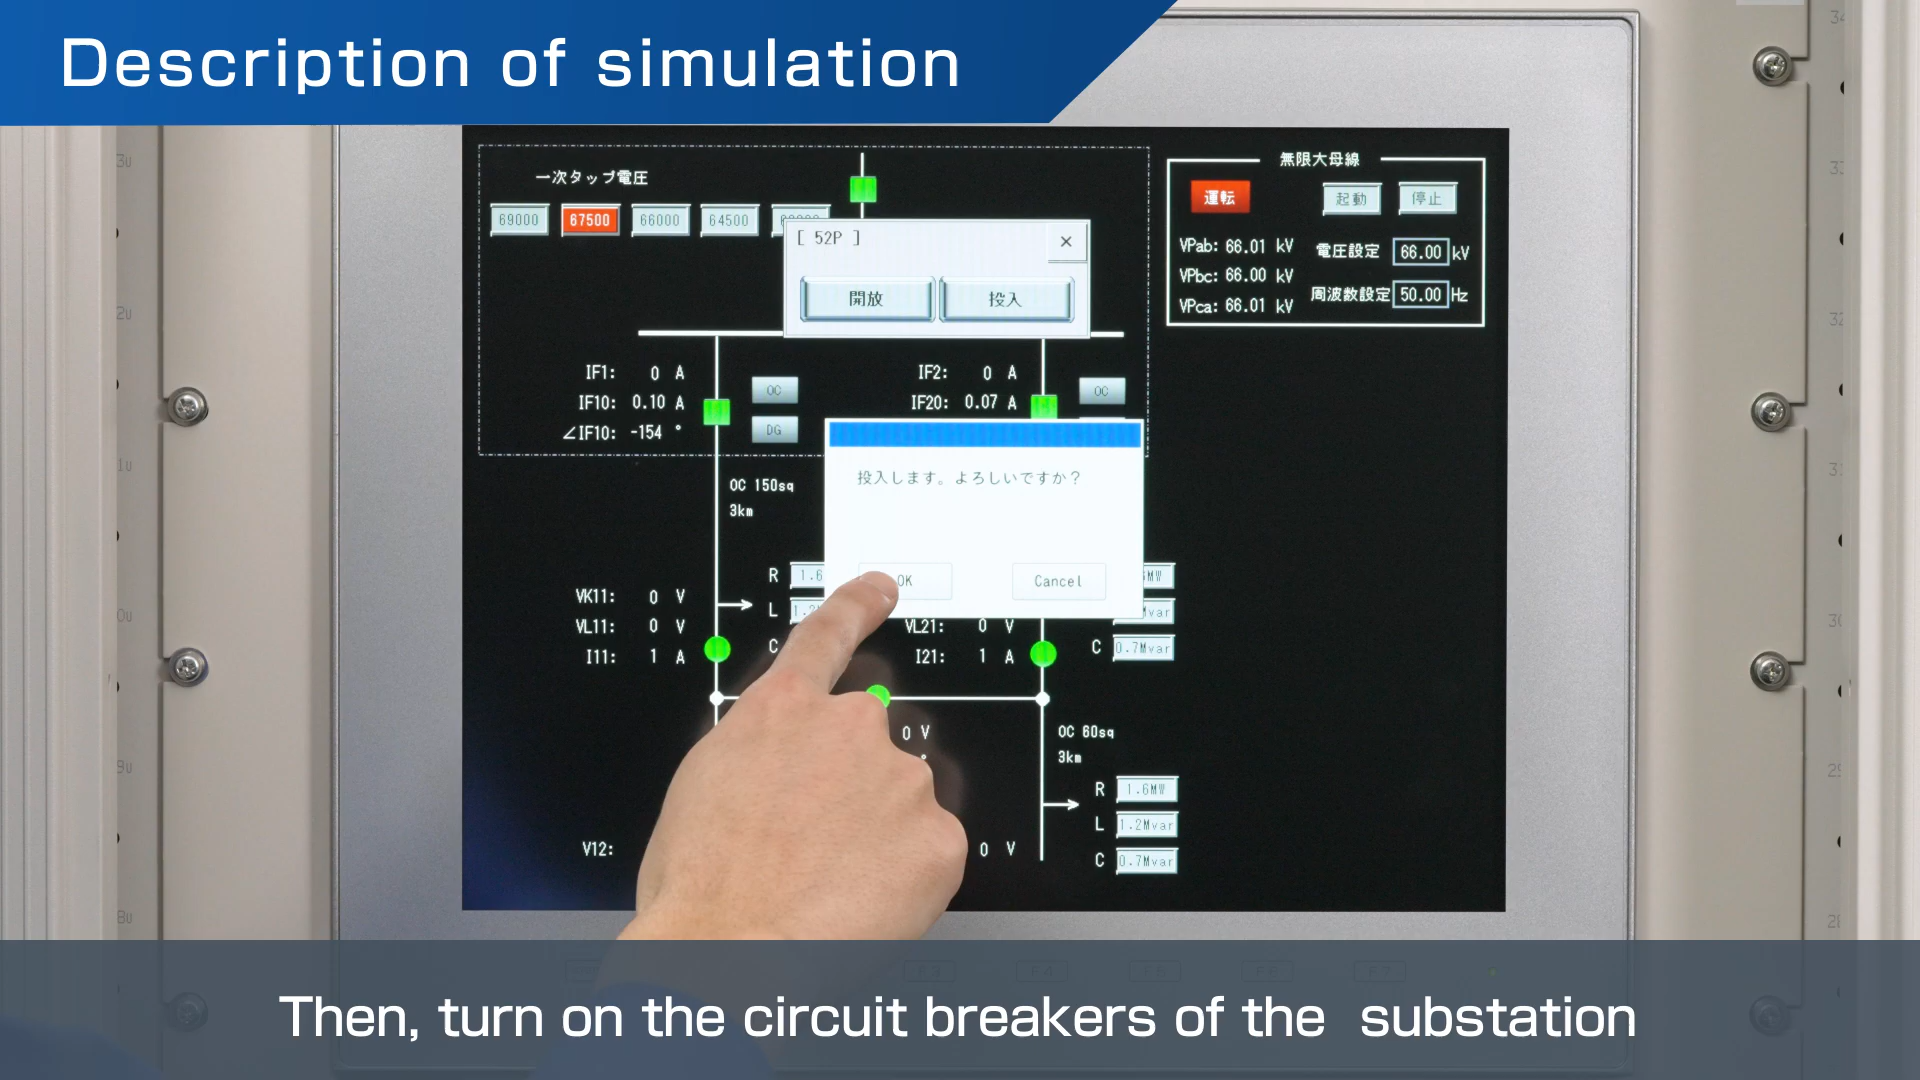 Description of simulation
一次タップ電圧
69000 67500 66000 64500
[ 52P ] ×
開放 投入
無限大母線
運転 起動 停止
VPab: 66.01 kV 電圧設定 66.00 kV
VPbc: 66.00 kV
VPca: 66.01 kV 周波数設定 50.00 Hz
IF1: 0 A OC
IF10: 0.10 A
∠IF10: -154 ° DG
IF2: 0 A OC
IF20: 0.07 A
投入します。よろしいですか？
OK Cancel
OC 150sq
3km
R 1.6
L
C
VK11: 0 V
VL11: 0 V
I11: 1 A
VL21: 0 V
I21: 1 A
MW
Mvar
C 0.7Mvar
0 V
°
OC 60sq
3km
R 1.6MW
L 1.2Mvar
C 0.7Mvar
V12:
0 V
Then, turn on the circuit breakers of the substation